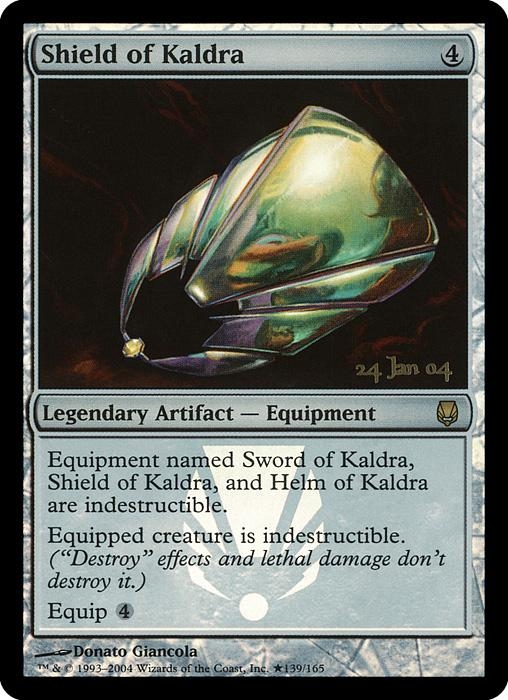 Shield of Kaldra 4
24 Jan 04
Legendary Artifact — Equipment
Equipment named Sword of Kaldra,
Shield of Kaldra, and Helm of Kaldra
are indestructible.
Equipped creature is indestructible.
(“Destroy” effects and lethal damage don’t
destroy it.)
Equip 4
Donato Giancola
™ & © 1993–2004 Wizards of the Coast, Inc. ★139/165